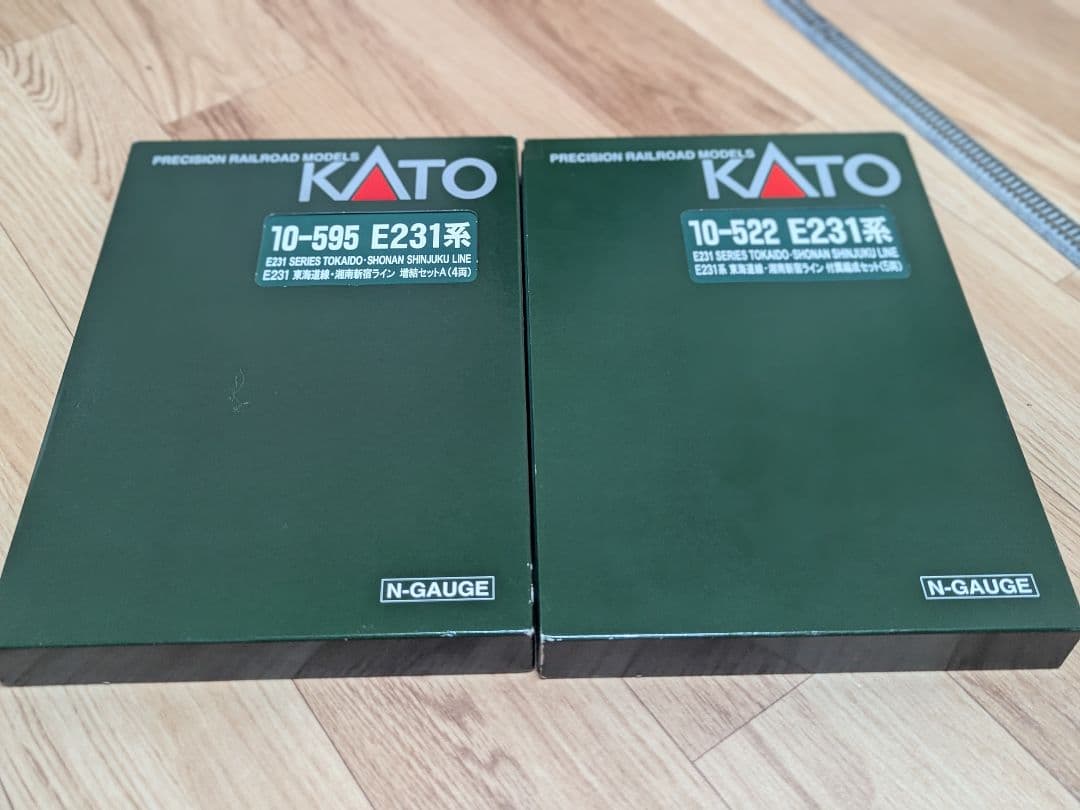 PRECISION RAILROAD MODELS
KATO
10-595 E231系
E231 SERIES TOKAIDO·SHONAN SHINJUKU LINE
E231 東海道線・湘南新宿ライン 増結セットA(4両)
N-GAUGE
PRECISION RAILROAD MODELS
KATO
10-522 E231系
E231 SERIES TOKAIDO·SHONAN SHINJUKU LINE
E231系 東海道線・湘南新宿ライン 付属編成セット(5両)
N-GAUGE